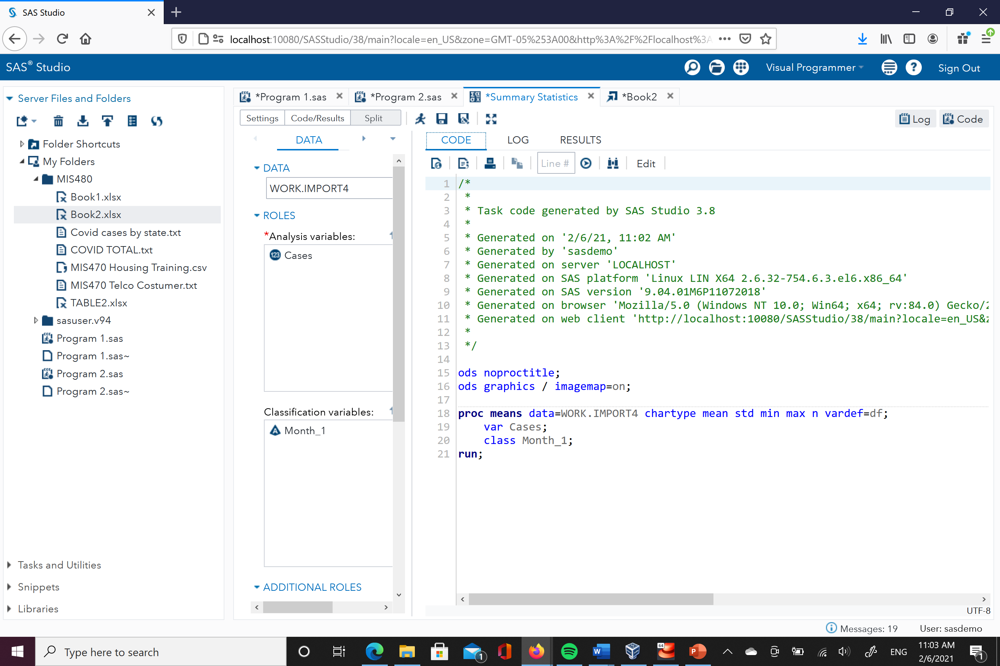 SAS Studio
localhost:10080/SASStudio/38/main?locale=en_US&zone=GMT-05%253A00&http%3A%2F%2Flocalhost%3A
SAS® Studio
Visual Programmer
Sign Out
Server Files and Folders
Folder Shortcuts
My Folders
MIS480
Book1.xlsx
Book2.xlsx
Covid cases by state.txt
COVID TOTAL.txt
MIS470 Housing Training.csv
MIS470 Telco Costumer.txt
TABLE2.xlsx
sasuser.v94
Program 1.sas
Program 1.sas~
Program 2.sas
Program 2.sas~
Tasks and Utilities
Snippets
Libraries
*Program 1.sas
*Program 2.sas
*Summary Statistics
*Book2
Settings
Code/Results
Split
Log
Code
DATA
DATA
WORK.IMPORT4
ROLES
*Analysis variables:
123 Cases
Classification variables:
A Month_1
ADDITIONAL ROLES
CODE
LOG
RESULTS
Line #
Edit
1 /*
2 *
3 * Task code generated by SAS Studio 3.8
4 *
5 * Generated on '2/6/21, 11:02 AM'
6 * Generated by 'sasdemo'
7 * Generated on server 'LOCALHOST'
8 * Generated on SAS platform 'Linux LIN X64 2.6.32-754.6.3.el6.x86_64'
9 * Generated on SAS version '9.04.01M6P11072018'
10 * Generated on browser 'Mozilla/5.0 (Windows NT 10.0; Win64; x64; rv:84.0) Gecko/2
11 * Generated on web client 'http://localhost:10080/SASStudio/38/main?locale=en_US&z
12 *
13 */
14
15 ods noproctitle;
16 ods graphics / imagemap=on;
17
18 proc means data=WORK.IMPORT4 chartype mean std min max n vardef=df;
19 var Cases;
20 class Month_1;
21 run;
UTF-8
Messages: 19
User: sasdemo
Type here to search
1
W
64
P
ENG
11:03 AM
2/6/2021
1